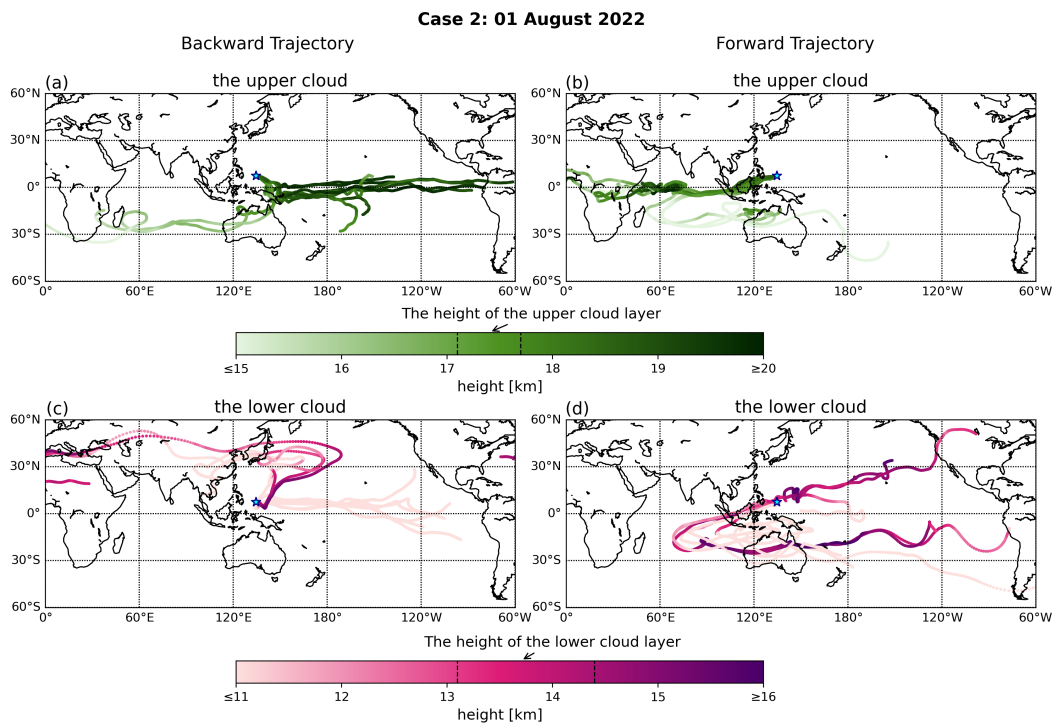 Case 2: 01 August 2022
Backward Trajectory
Forward Trajectory
(a)
the upper cloud
(b)
the upper cloud
60°N
30°N
0°
30°S
60°S
0°
60°E
120°E
180°
120°W
60°W
60°N
30°N
0°
30°S
60°S
0°
60°E
120°E
180°
120°W
60°W
The height of the upper cloud layer
≤15
16
17
18
19
≥20
height [km]
(c)
the lower cloud
(d)
the lower cloud
60°N
30°N
0°
30°S
60°S
0°
60°E
120°E
180°
120°W
60°W
60°N
30°N
0°
30°S
60°S
0°
60°E
120°E
180°
120°W
60°W
The height of the lower cloud layer
≤11
12
13
14
15
≥16
height [km]